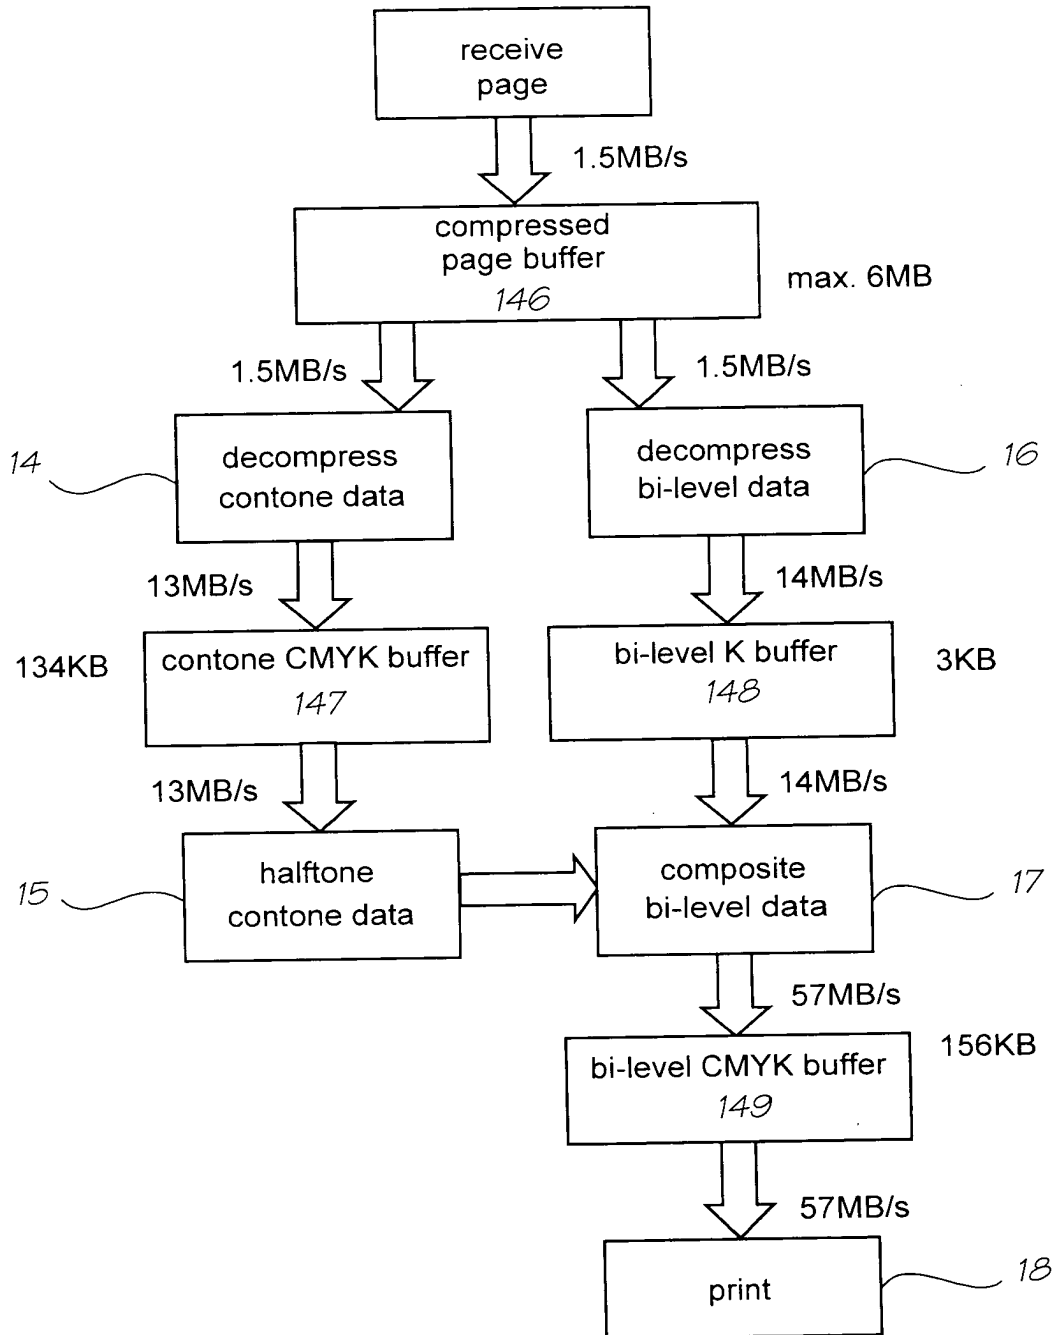 receive
page
1.5MB/s
compressed
page buffer
146
max. 6MB
1.5MB/s
1.5MB/s
14
decompress
contone data
decompress
bi-level data
16
13MB/s
14MB/s
134KB
contone CMYK buffer
147
bi-level K buffer
148
3KB
13MB/s
14MB/s
15
halftone
contone data
composite
bi-level data
17
57MB/s
156KB
bi-level CMYK buffer
149
57MB/s
print
18